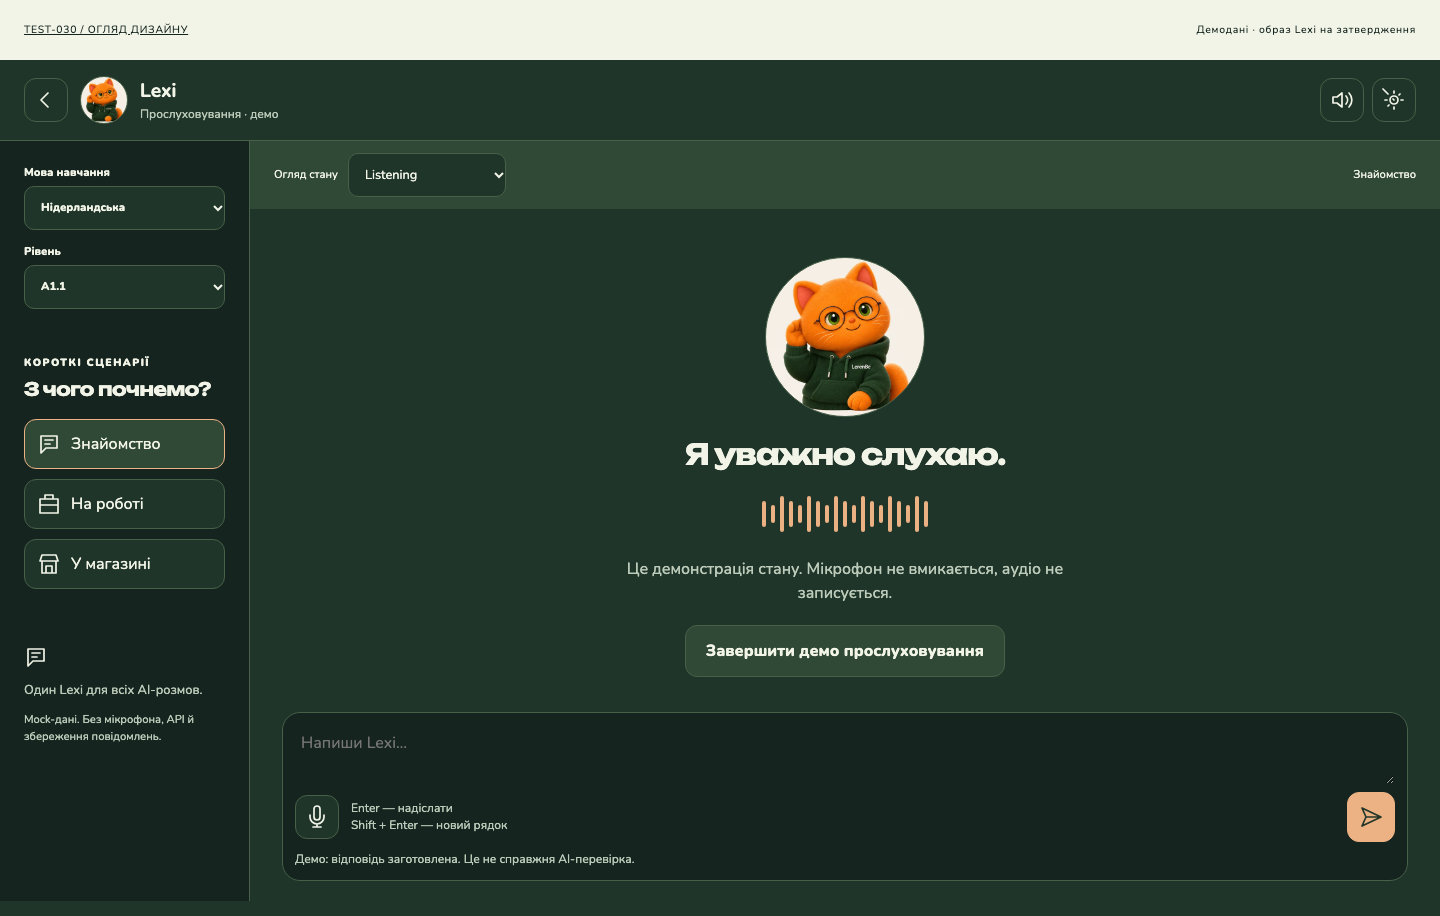 TEST-030 / ОГЛЯД ДИЗАЙНУ
Демодані · образ Lexi на затвердження
Lexi
Прослуховування · демо
Мова навчання
Нідерландська
Рівень
A1.1
КОРОТКІ СЦЕНАРІЇ
З чого почнемо?
Знайомство
На роботі
У магазині
Один Lexi для всіх AI-розмов.
Mock-дані. Без мікрофона, API й
збереження повідомлень.
Огляд стану
Listening
Знайомство
Я уважно слухаю.
Це демонстрація стану. Мікрофон не вмикається, аудіо не
записується.
Завершити демо прослуховування
Напиши Lexi...
Enter — надіслати
Shift + Enter — новий рядок
Демо: відповідь заготовлена. Це не справжня AI-перевірка.